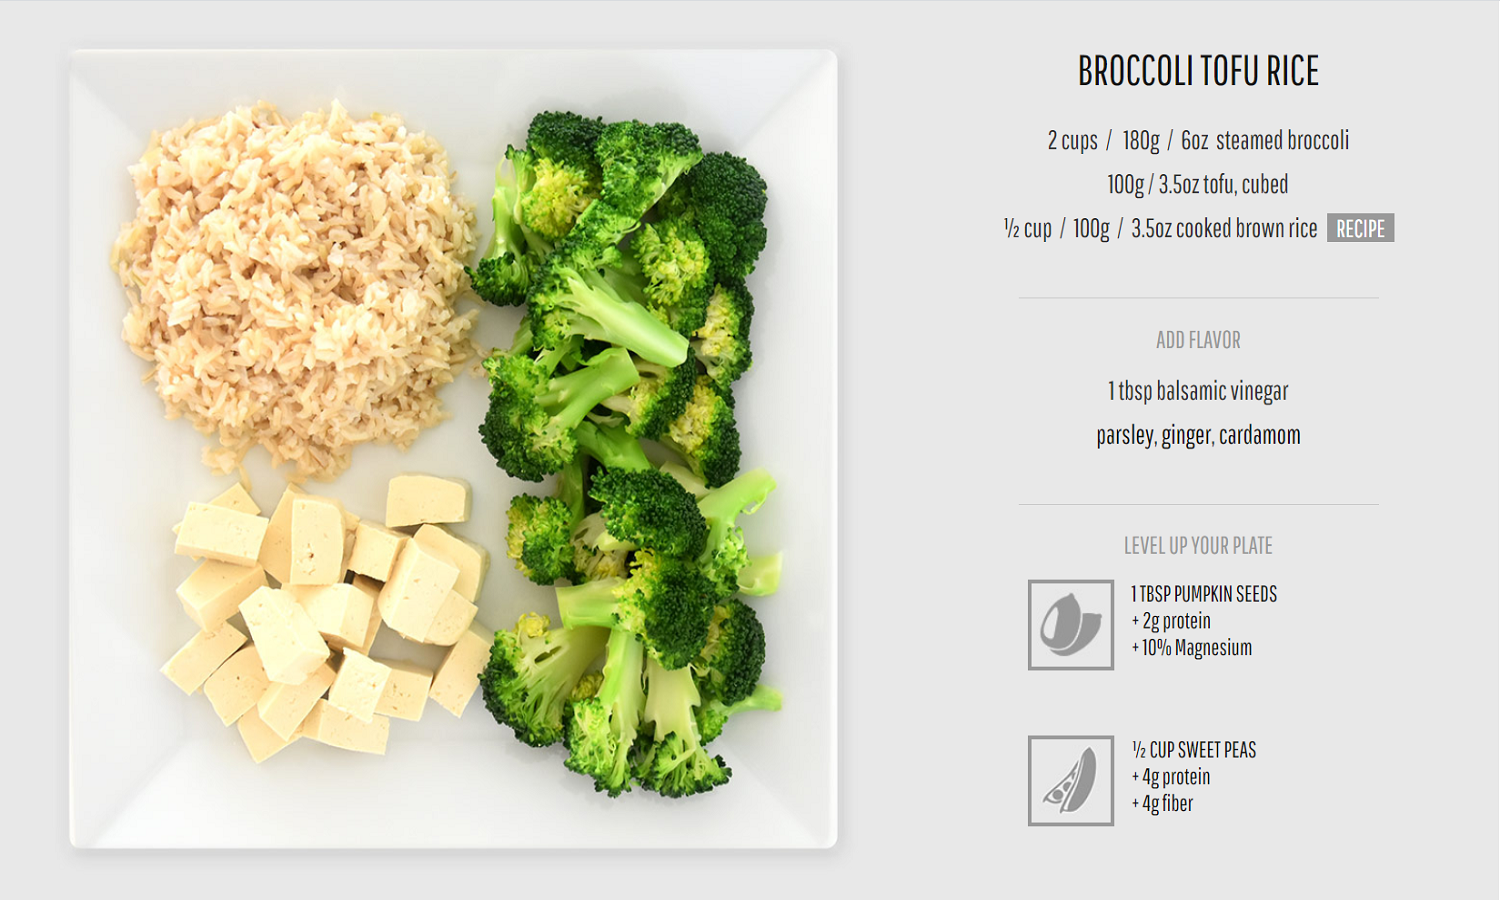 BROCCOLI TOFU RICE
2 cups / 180g / 6oz steamed broccoli
100g / 3.5oz tofu, cubed
½ cup / 100g / 3.5oz cooked brown rice RECIPE
ADD FLAVOR
1 tbsp balsamic vinegar
parsley, ginger, cardamom
LEVEL UP YOUR PLATE
1 TBSP PUMPKIN SEEDS
+ 2g protein
+ 10% Magnesium
½ CUP SWEET PEAS
+ 4g protein
+ 4g fiber